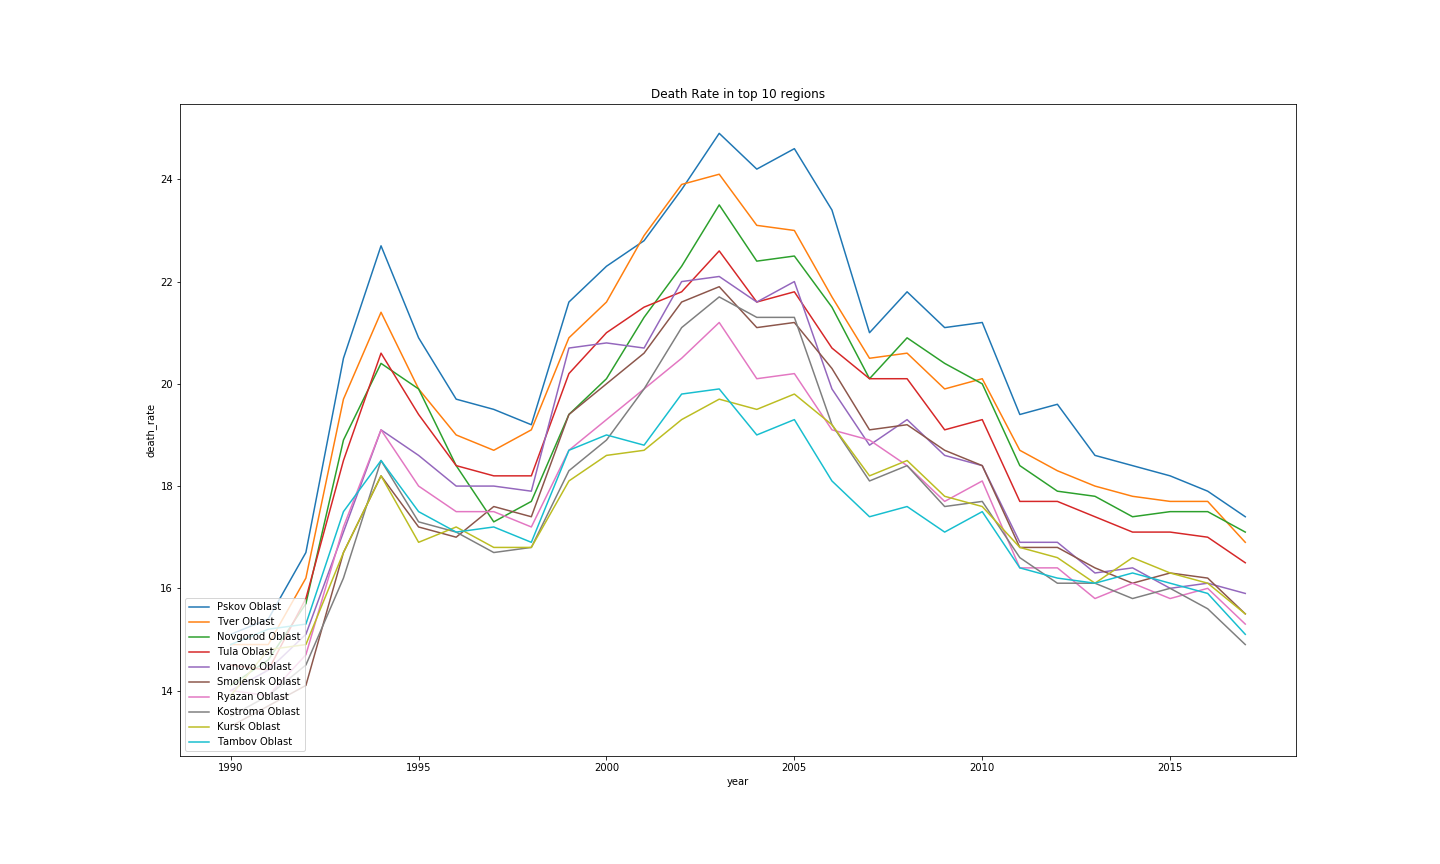 Death Rate in top 10 regions
death_rate
24
22
20
18
16
14
Pskov Oblast
Tver Oblast
Novgorod Oblast
Tula Oblast
Ivanovo Oblast
Smolensk Oblast
Ryazan Oblast
Kostroma Oblast
Kursk Oblast
Tambov Oblast
1990 1995 2000 2005 2010 2015
year